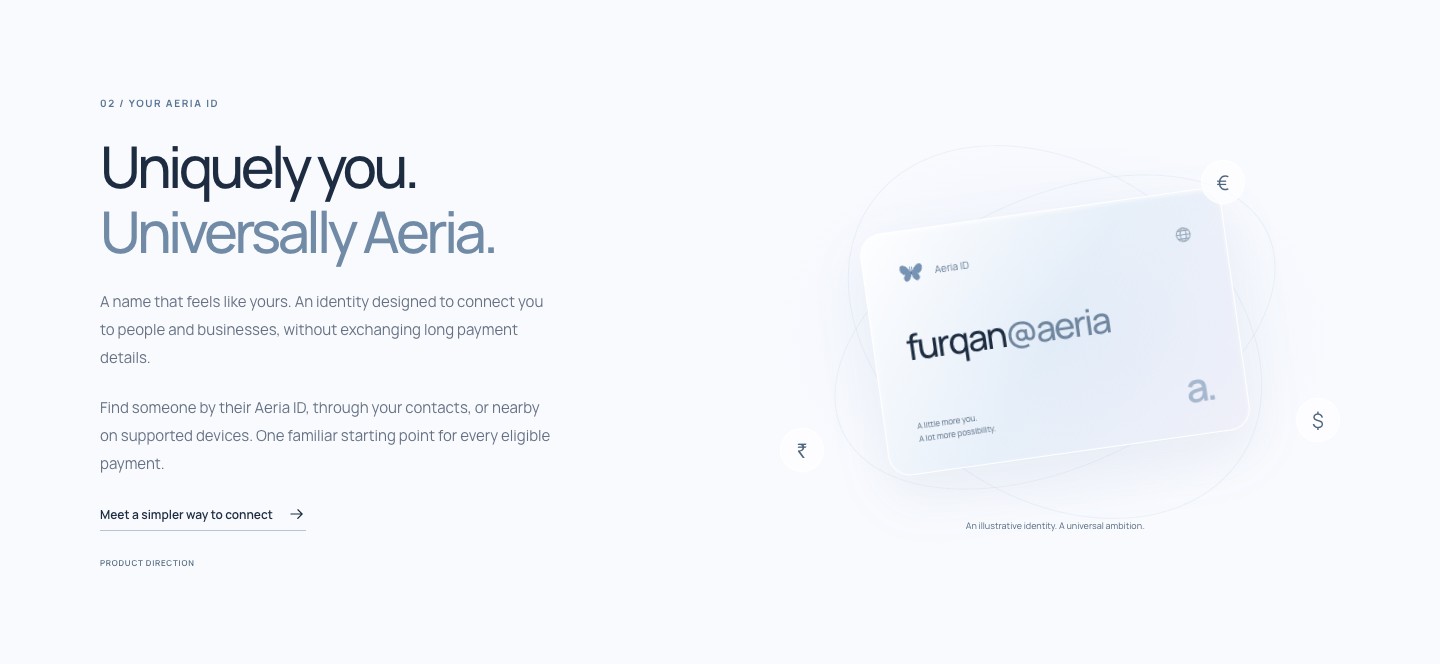 02 / YOUR AERIA ID
Uniquely you.
Universally Aeria.
A name that feels like yours. An identity designed to connect you
to people and businesses, without exchanging long payment
details.
Find someone by their Aeria ID, through your contacts, or nearby
on supported devices. One familiar starting point for every eligible
payment.
Meet a simpler way to connect →
PRODUCT DIRECTION
€
Aeria ID
furqan@aeria
a.
A little more you.
A lot more possibility.
₹
$
An illustrative identity. A universal ambition.